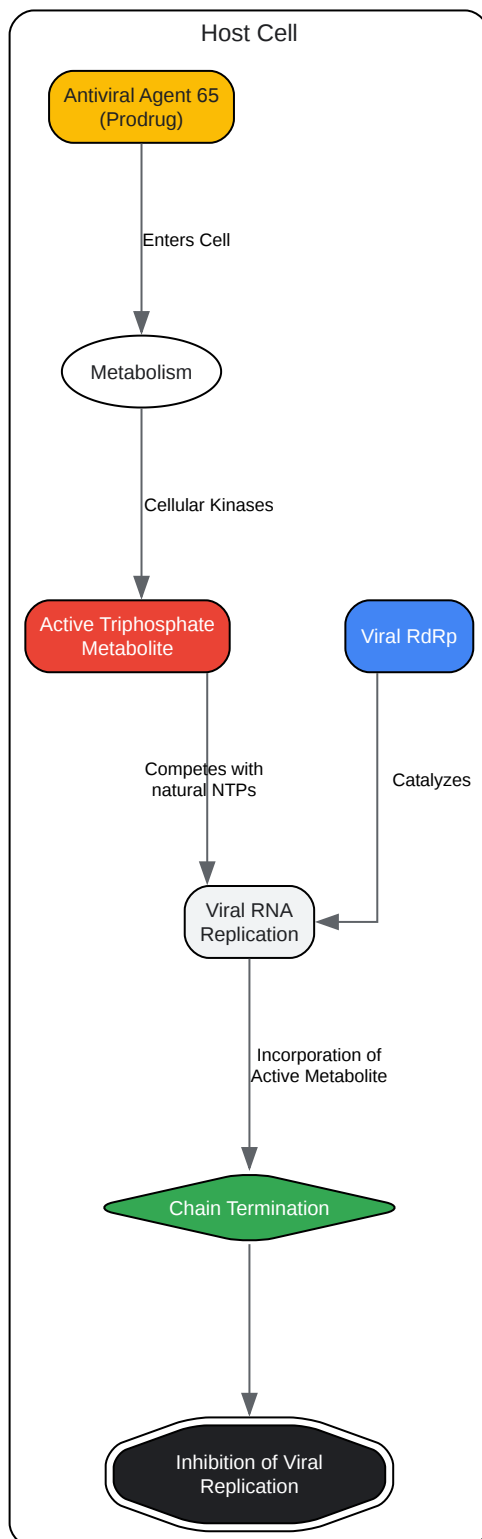 Host Cell
Antiviral Agent 65
(Prodrug)
Enters Cell
Metabolism
Cellular Kinases
Active Triphosphate
Metabolite
Viral RdRp
Competes with
natural NTPs
Catalyzes
Viral RNA
Replication
Incorporation of
Active Metabolite
Chain Termination
Inhibition of Viral
Replication